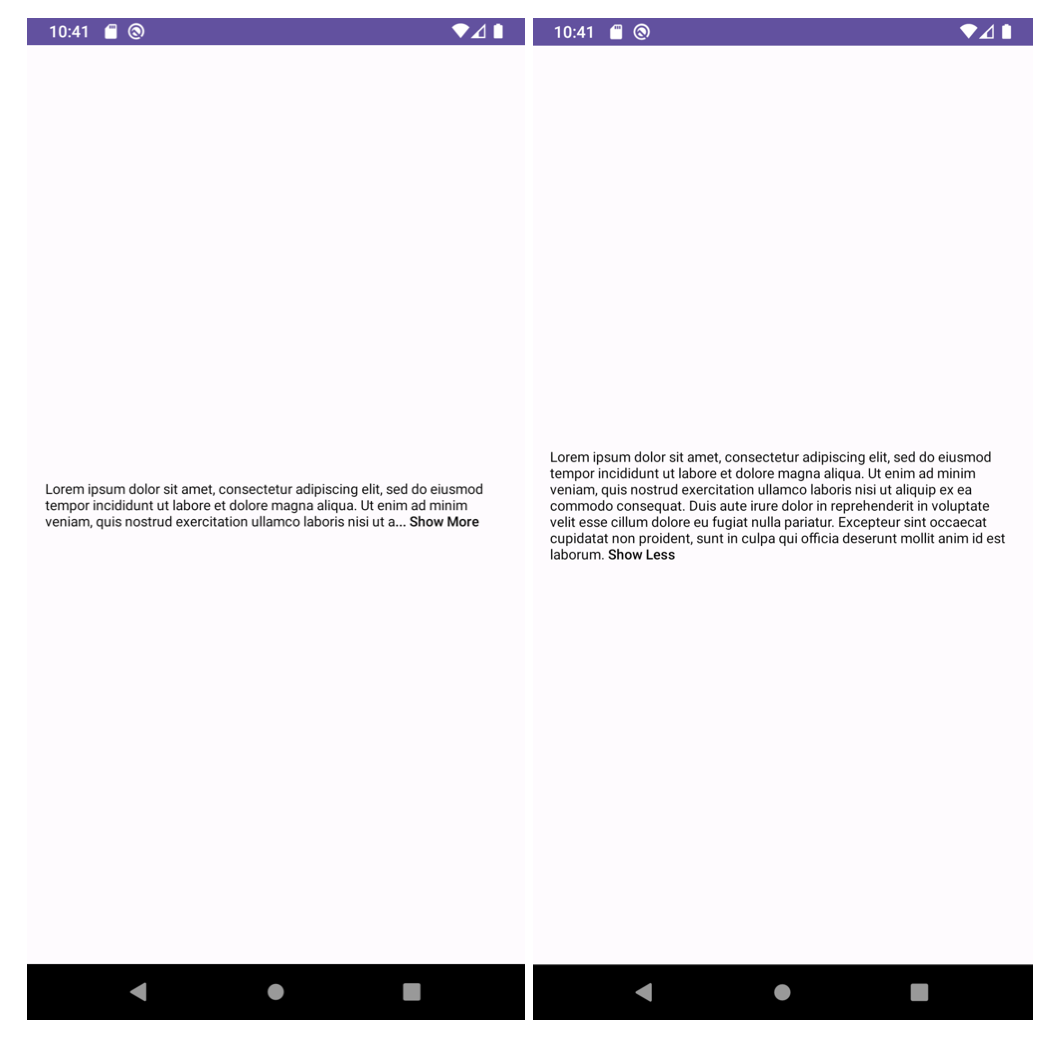 10:41
Lorem ipsum dolor sit amet, consectetur adipiscing elit, sed do eiusmod
tempor incididunt ut labore et dolore magna aliqua. Ut enim ad minim
veniam, quis nostrud exercitation ullamco laboris nisi ut a... Show More
10:41
Lorem ipsum dolor sit amet, consectetur adipiscing elit, sed do eiusmod
tempor incididunt ut labore et dolore magna aliqua. Ut enim ad minim
veniam, quis nostrud exercitation ullamco laboris nisi ut aliquip ex ea
commodo consequat. Duis aute irure dolor in reprehenderit in voluptate
velit esse cillum dolore eu fugiat nulla pariatur. Excepteur sint occaecat
cupidatat non proident, sunt in culpa qui officia deserunt mollit anim id est
laborum. Show Less